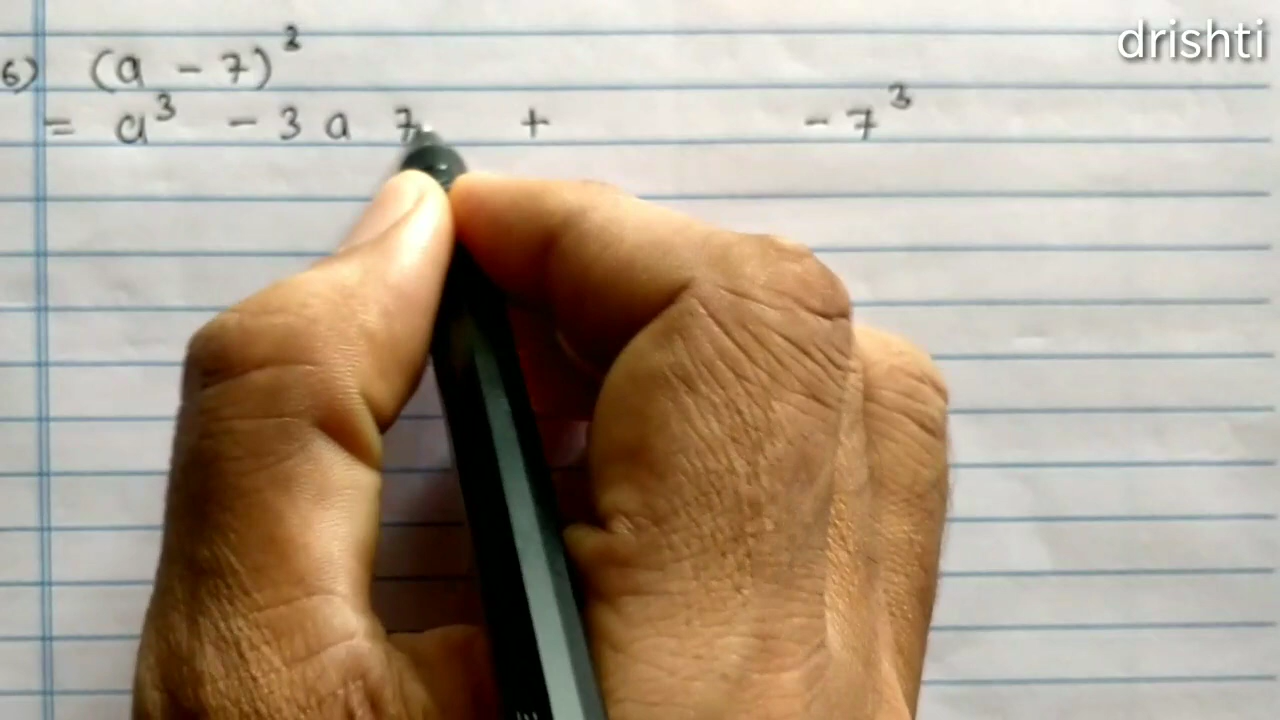 drishti
6) (a - 7)³
= a³ - 3 a 7 + - 7³